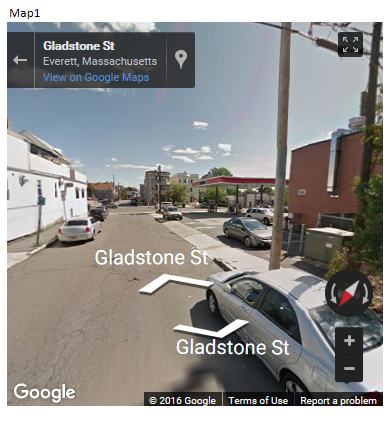 Map1
Gladstone St
Everett, Massachusetts
View on Google Maps
Gladstone St
Gladstone St
Google
© 2016 Google
Terms of Use
Report a problem